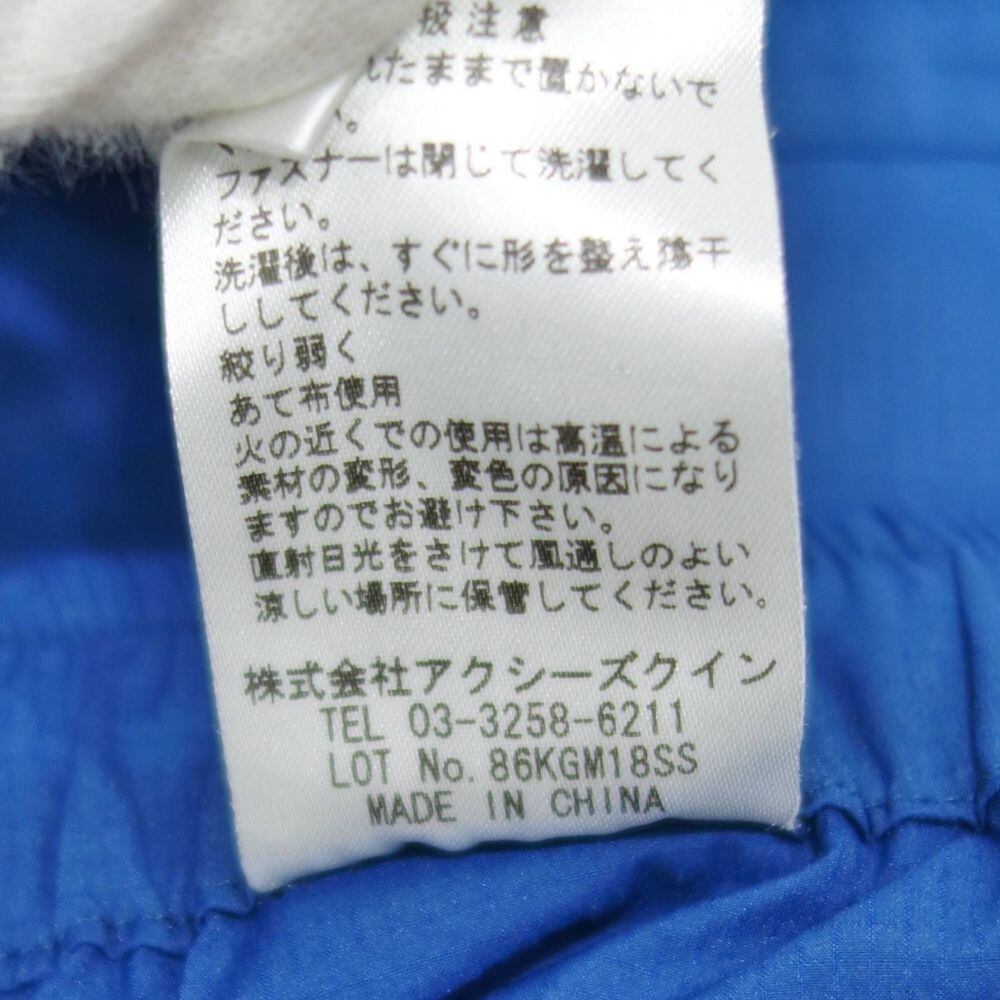 扱注意
れたままで置かないで
い。
ファスナーは閉じて洗濯してく
ださい。
洗濯後は、すぐに形を整え陰干
ししてください。
絞り弱く
あて布使用
火の近くでの使用は高温による
素材の変形、変色の原因になり
ますのでお避け下さい。
直射日光をさけて風通しのよい
涼しい場所に保管してください。
株式会社アクシーズクイン
TEL 03-3258-6211
LOT No. 86KGM18SS
MADE IN CHINA